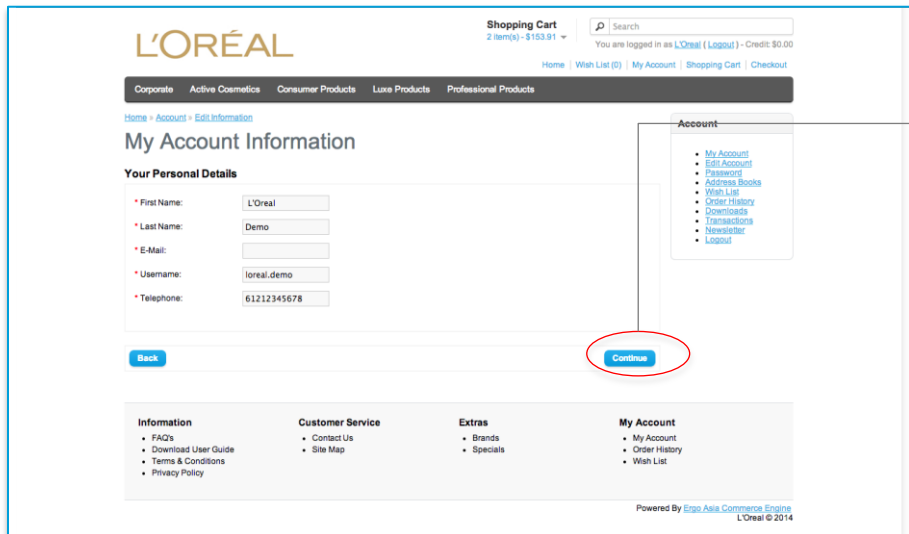 L'ORÉAL
Shopping Cart
2 item(s) - $153.91
Search
You are logged in as L'Oreal ( Logout ) - Credit: $0.00
Home | Wish List (0) | My Account | Shopping Cart | Checkout
Corporate Active Cosmetics Consumer Products Luxe Products Professional Products
Home » Account » Edit Information
My Account Information
Your Personal Details
* First Name: L'Oreal
* Last Name: Demo
* E-Mail:
* Username: loreal.demo
* Telephone: 61212345678
Back
Continue
Account
• My Account
• Edit Account
• Password
• Address Books
• Wish List
• Order History
• Downloads
• Transactions
• Newsletter
• Logout
Information
• FAQ's
• Download User Guide
• Terms & Conditions
• Privacy Policy
Customer Service
• Contact Us
• Site Map
Extras
• Brands
• Specials
My Account
• My Account
• Order History
• Wish List
Powered By Ergo Asia Commerce Engine
L'Oreal © 2014